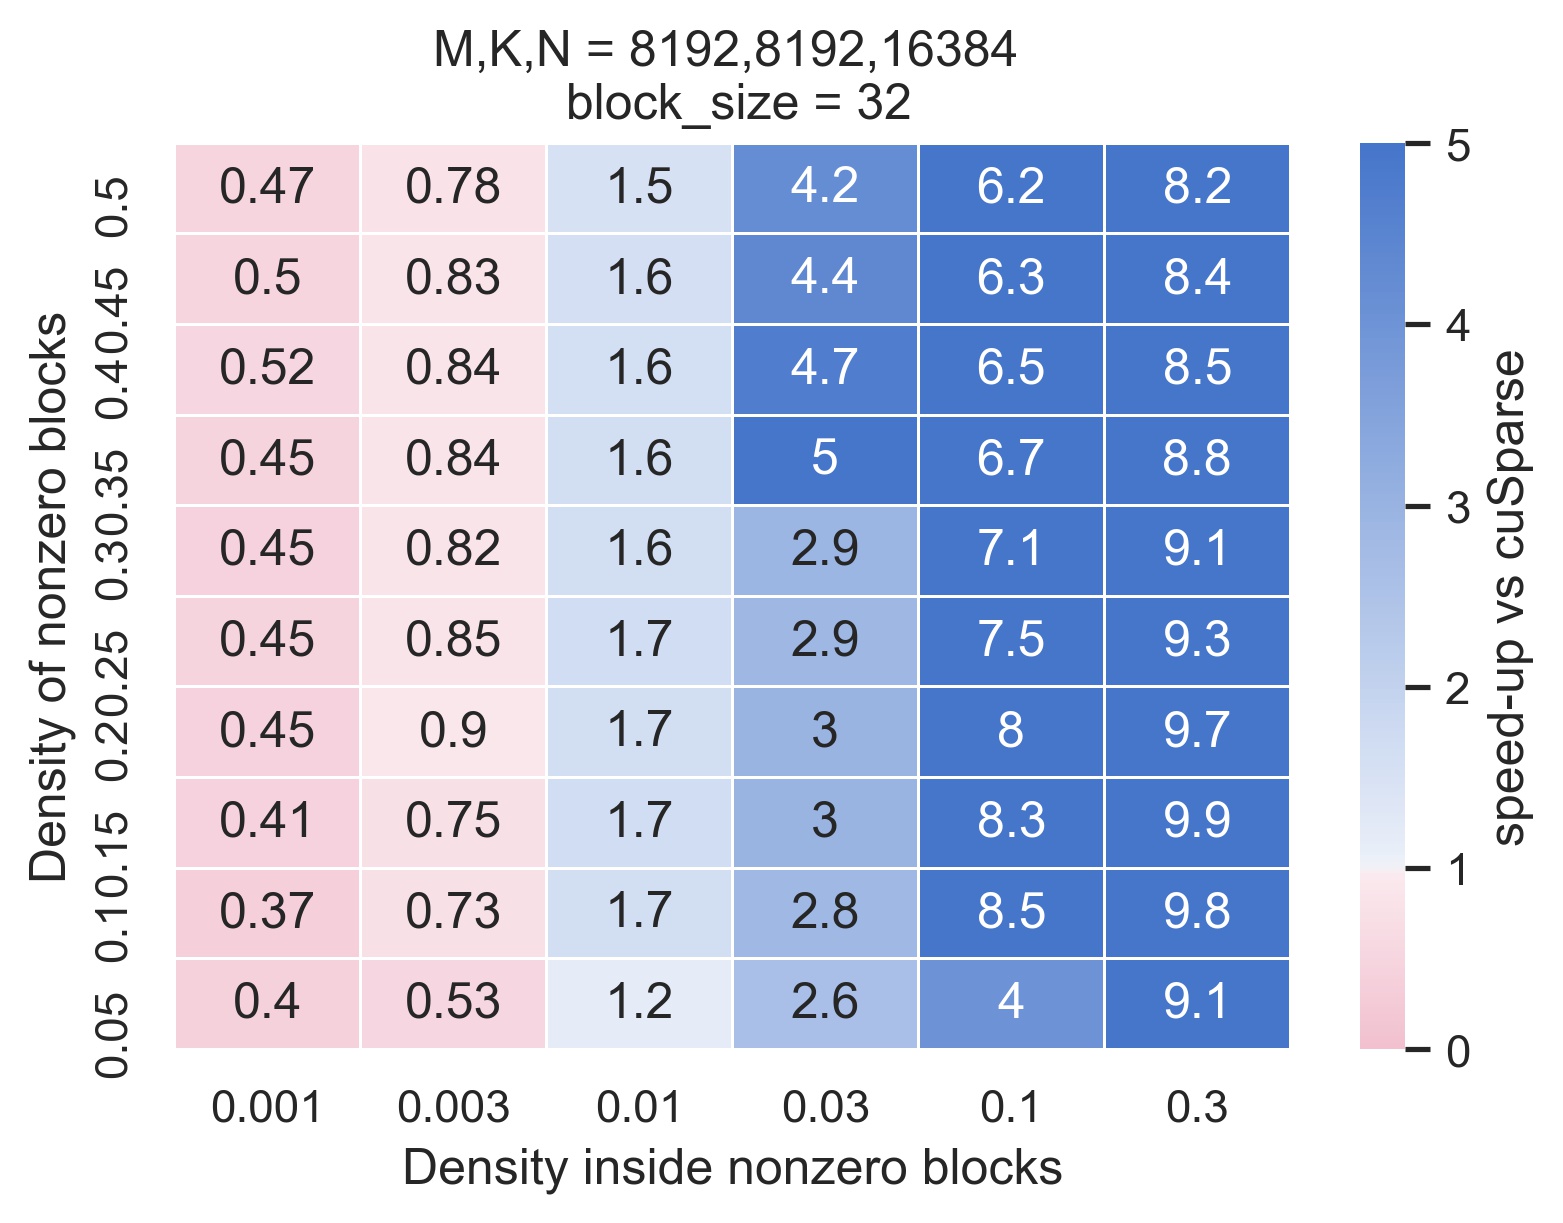 M,K,N = 8192,8192,16384
block_size = 32
Density of nonzero blocks
0.5 0.47 0.78 1.5 4.2 6.2 8.2
0.45 0.5 0.83 1.6 4.4 6.3 8.4
0.4 0.52 0.84 1.6 4.7 6.5 8.5
0.35 0.45 0.84 1.6 5 6.7 8.8
0.3 0.45 0.82 1.6 2.9 7.1 9.1
0.25 0.45 0.85 1.7 2.9 7.5 9.3
0.2 0.45 0.9 1.7 3 8 9.7
0.15 0.41 0.75 1.7 3 8.3 9.9
0.1 0.37 0.73 1.7 2.8 8.5 9.8
0.05 0.4 0.53 1.2 2.6 4 9.1
0.001 0.003 0.01 0.03 0.1 0.3
Density inside nonzero blocks
5
4
3
2
1
0
speed-up vs cuSparse